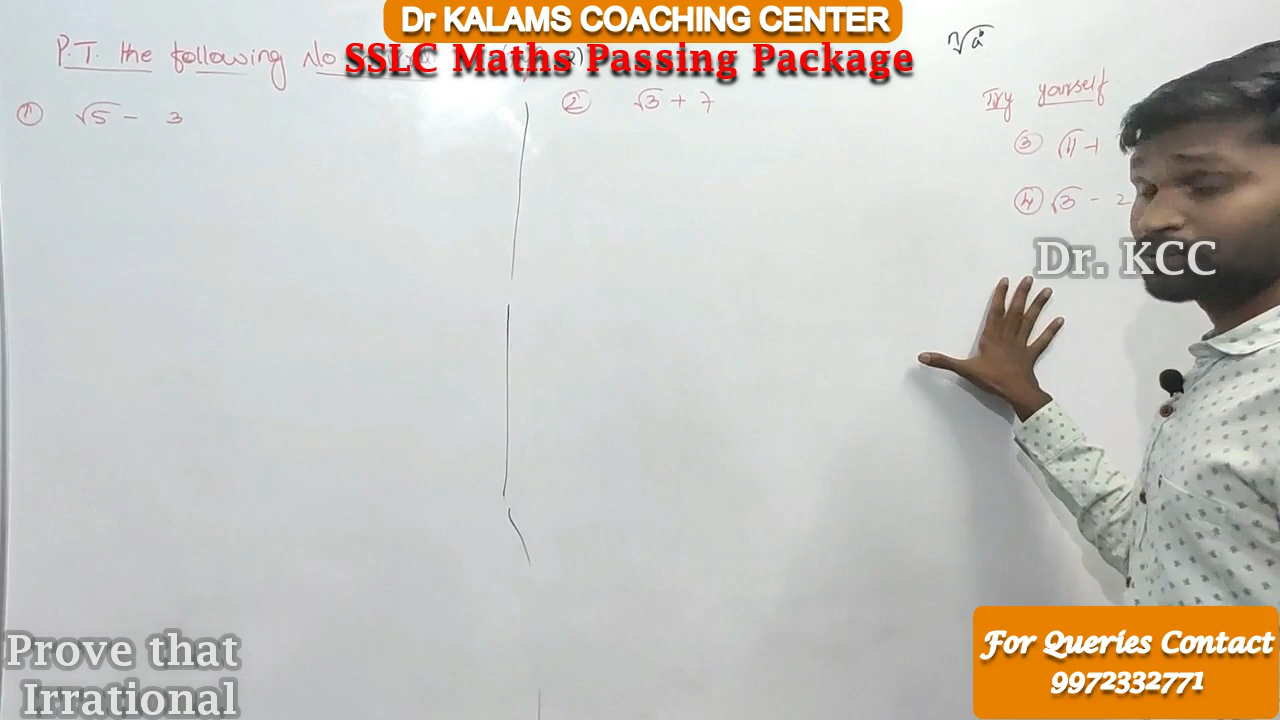 Dr KALAMS COACHING CENTER
SSLC Maths Passing Package
P.T. the following No
① √5 - 3
② √3 + 7
ⁿ√a
Try yourself
③ √11 +
④ √3 - 2
Dr. KCC
Prove that
Irrational
For Queries Contact
9972332771